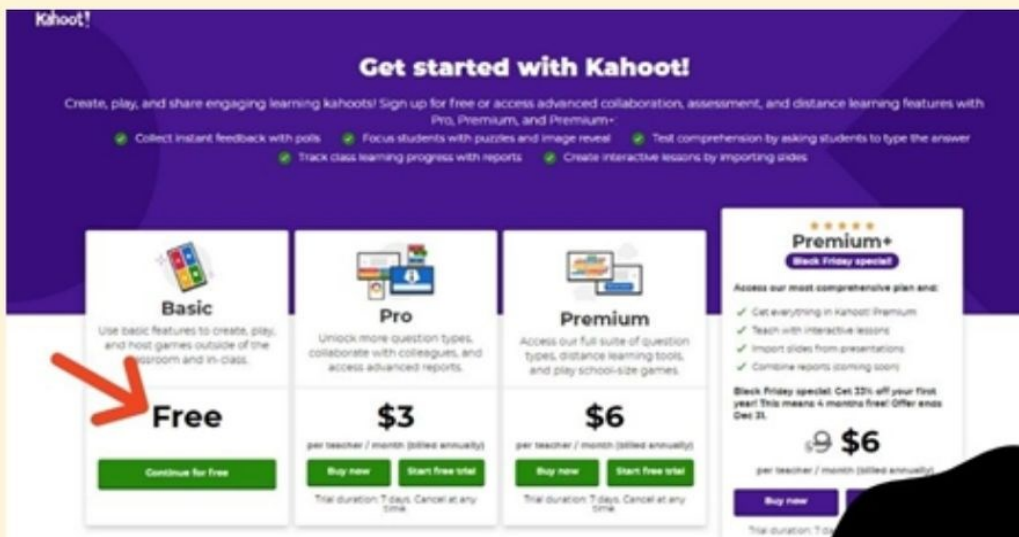 Kahoot!
Get started with Kahoot!
Create, play, and share engaging learning kahoots! Sign up for free or access advanced collaboration, assessment, and distance learning features with
Pro, Premium, and Premium+:
Collect instant feedback with polls Focus students with puzzles and image reveal Test comprehension by asking students to type the answer
Track class learning progress with reports Create interactive lessons by importing slides
Basic
Use basic features to create, play,
and host games outside of the
classroom and in-class.
Free
Continue for free
Pro
Unlock more question types,
collaborate with colleagues, and
access advanced reports.
$3
per teacher / month (billed annually)
Buy now Start free trial
Trial duration: 7 days. Cancel at any
time.
Premium
Access our full suite of question
types, distance learning tools,
and play school-size games.
$6
per teacher / month (billed annually)
Buy now Start free trial
Trial duration: 7 days. Cancel at any
time.
Premium+
Black Friday special!
Access our most comprehensive plan and:
Get everything in Kahoot! Premium
Teach with interactive lessons
Import slides from presentations
Combine reports (coming soon)
Black Friday special: Get 33% off your first
year! This means 4 months free! Offer ends
Dec 31.
$9 $6
per teacher / month (billed annually)
Buy now
Trial duration: 7